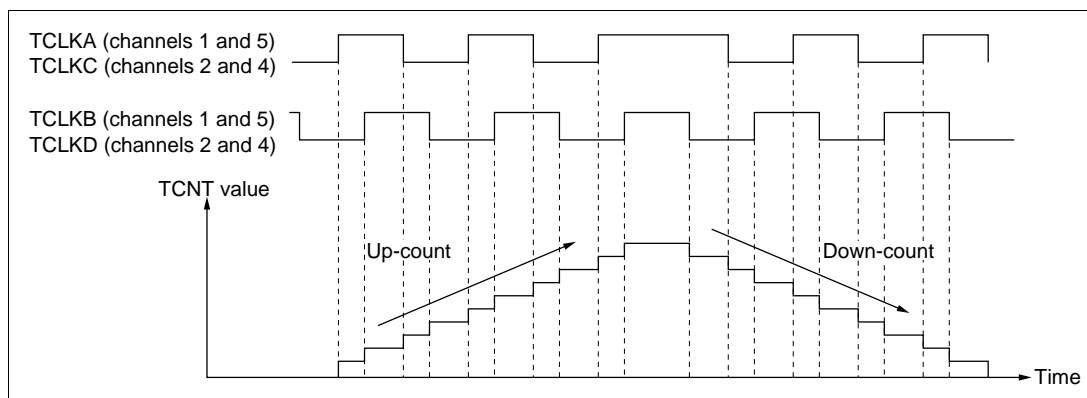 TCLKA (channels 1 and 5)
TCLKC (channels 2 and 4)
TCLKB (channels 1 and 5)
TCLKD (channels 2 and 4)
TCNT value
Up-count
Down-count
Time